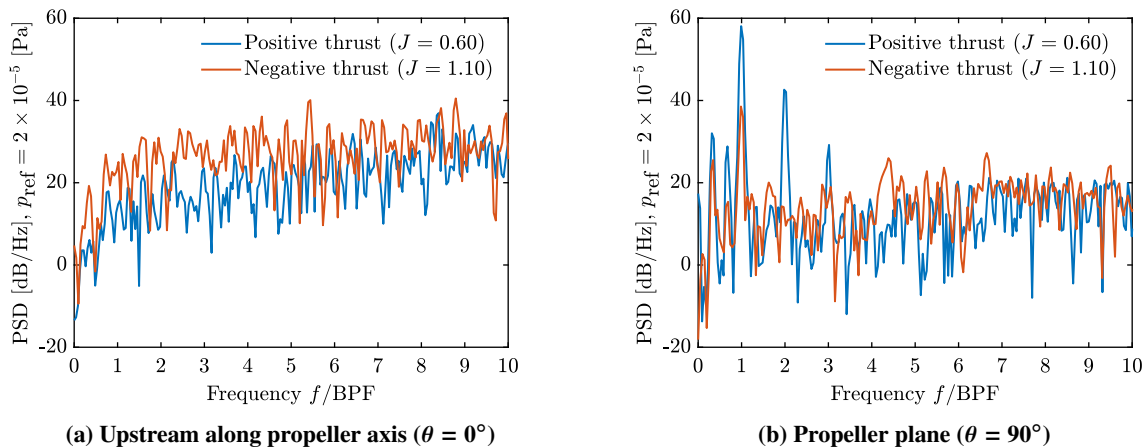 60
40
20
0
-20
PSD [dB/Hz], p_ref = 2 × 10⁻⁵ [Pa]
Positive thrust (J = 0.60)
Negative thrust (J = 1.10)
0 1 2 3 4 5 6 7 8 9 10
Frequency f/BPF
(a) Upstream along propeller axis (θ = 0°)
60
40
20
0
-20
PSD [dB/Hz], p_ref = 2 × 10⁻⁵ [Pa]
Positive thrust (J = 0.60)
Negative thrust (J = 1.10)
0 1 2 3 4 5 6 7 8 9 10
Frequency f/BPF
(b) Propeller plane (θ = 90°)